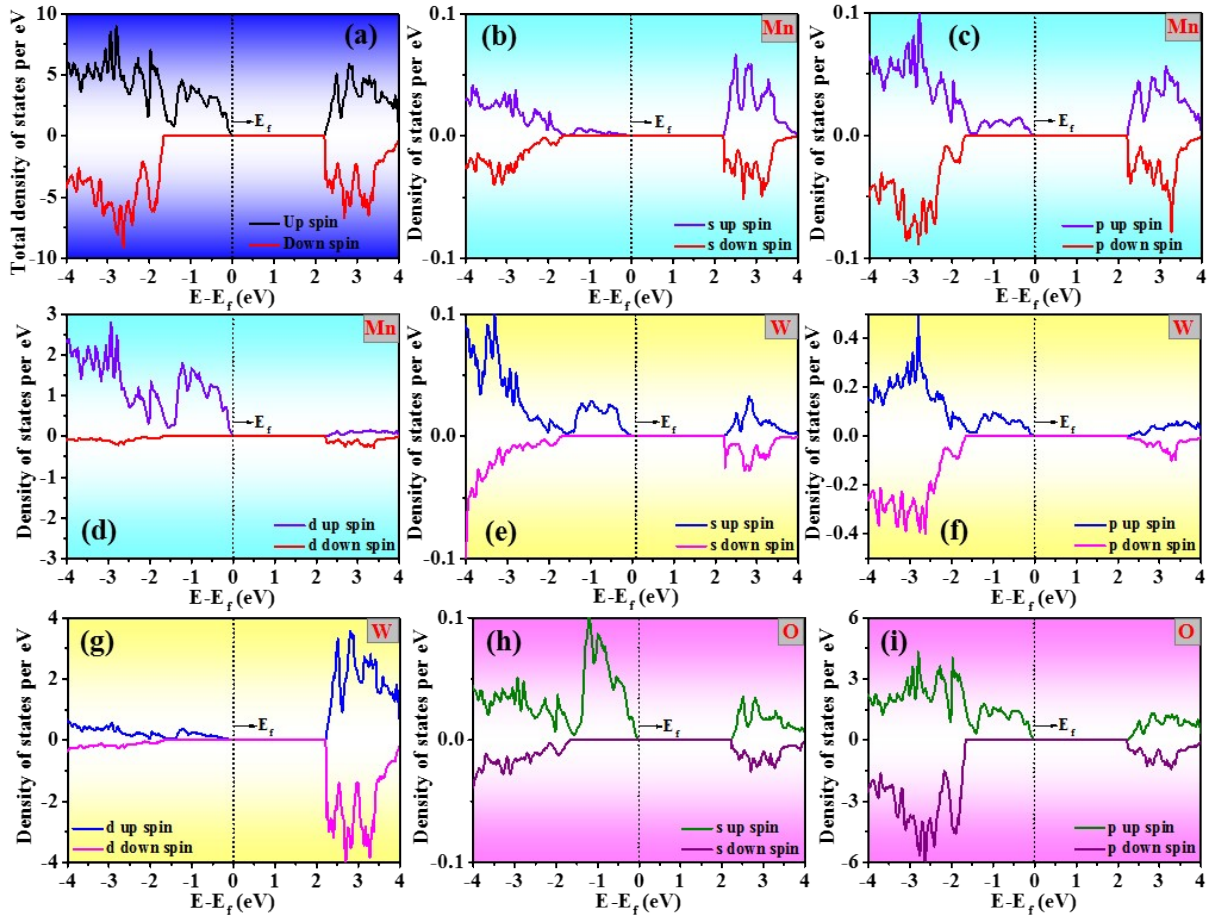 (a)
Total density of states per eV
10
5
0
-5
-10
E_f
Up spin
Down spin
-4 -3 -2 -1 0 1 2 3 4
E-E_f (eV)
(b)
Mn
Density of states per eV
0.1
0.0
-0.1
E_f
s up spin
s down spin
-4 -3 -2 -1 0 1 2 3 4
E-E_f (eV)
(c)
Mn
Density of states per eV
0.1
0.0
-0.1
E_f
p up spin
p down spin
-4 -3 -2 -1 0 1 2 3 4
E-E_f (eV)
Mn
Density of states per eV
3
2
1
0
-1
-2
-3
E_f
(d)
d up spin
d down spin
-4 -3 -2 -1 0 1 2 3 4
E-E_f (eV)
W
Density of states per eV
0.1
0.0
-0.1
E_f
(e)
s up spin
s down spin
-4 -3 -2 -1 0 1 2 3 4
E-E_f (eV)
W
Density of states per eV
0.4
0.2
0.0
-0.2
-0.4
E_f
(f)
p up spin
p down spin
-4 -3 -2 -1 0 1 2 3 4
E-E_f (eV)
(g)
W
Density of states per eV
4
2
0
-2
-4
E_f
d up spin
d down spin
-4 -3 -2 -1 0 1 2 3 4
E-E_f (eV)
(h)
O
Density of states per eV
0.1
0.0
-0.1
E_f
s up spin
s down spin
-4 -3 -2 -1 0 1 2 3 4
E-E_f (eV)
(i)
O
Density of states per eV
6
3
0
-3
-6
E_f
p up spin
p down spin
-4 -3 -2 -1 0 1 2 3 4
E-E_f (eV)